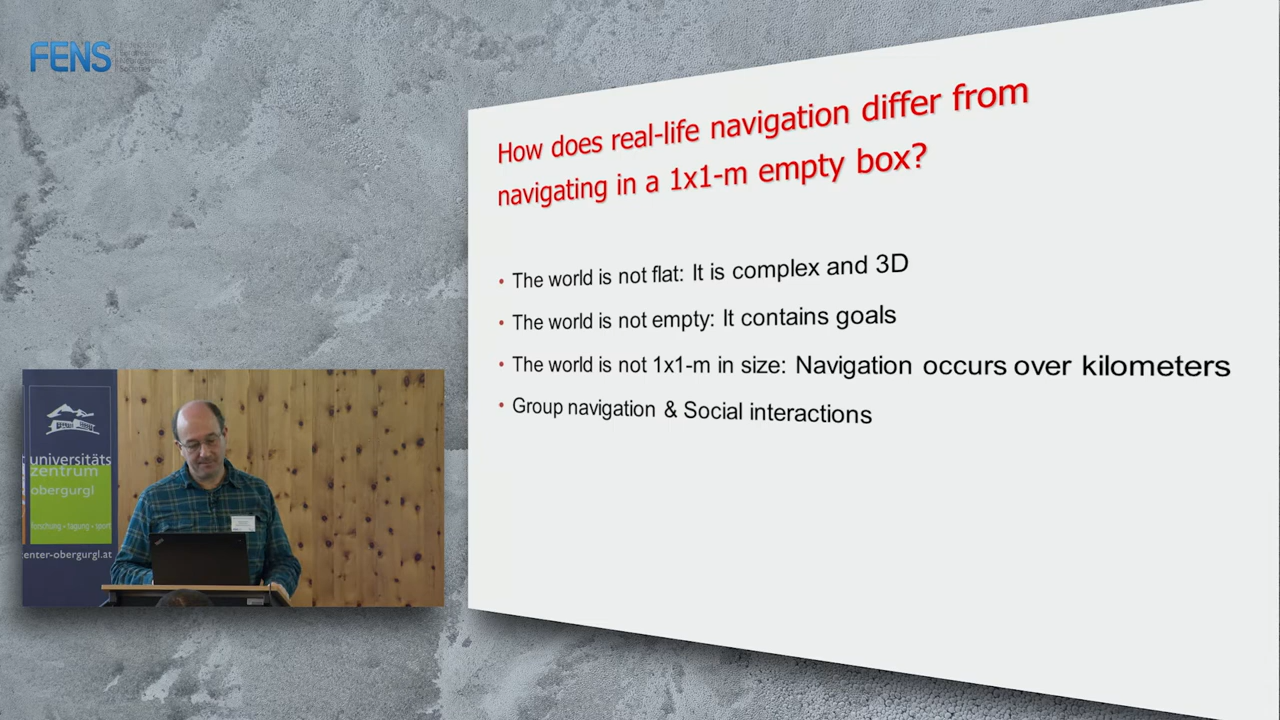 FENS
How does real-life navigation differ from
navigating in a 1x1-m empty box?
• The world is not flat: It is complex and 3D
• The world is not empty: It contains goals
• The world is not 1x1-m in size: Navigation occurs over kilometers
• Group navigation & Social interactions
universitäts
zentrum
obergurgl
forschung • tagung • sport
enter-obergurgl.at